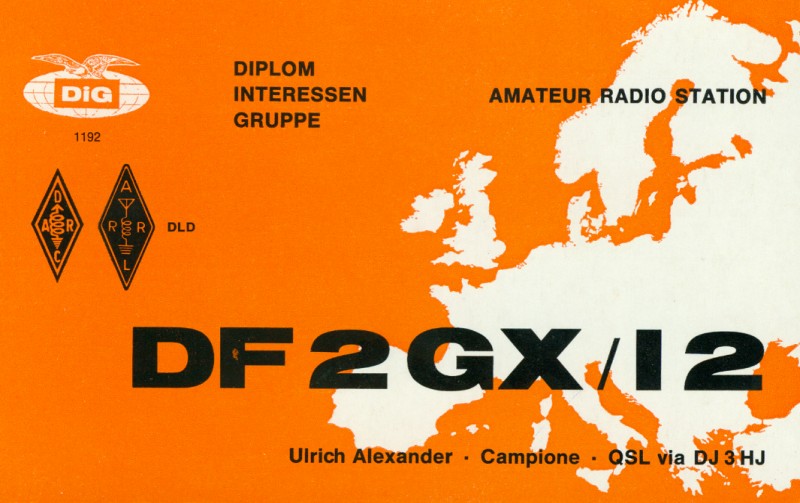 DiG
1192
DIPLOM
INTERESSEN
GRUPPE
AMATEUR RADIO STATION
DARC
ARRL
DLD
DF2GX/I2
Ulrich Alexander · Campione · QSL via DJ3HJ